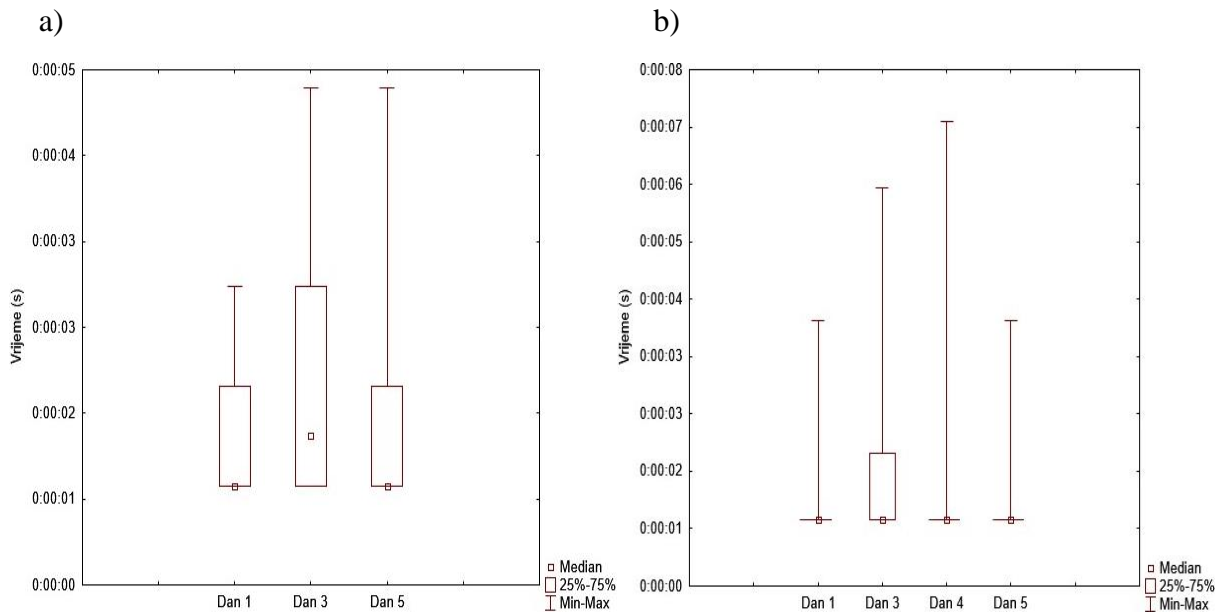 a)
0:00:05
0:00:04
0:00:03
0:00:03
0:00:02
0:00:01
0:00:00
Vrijeme (s)
Dan 1
Dan 3
Dan 5
Median
25%-75%
Min-Max
b)
0:00:08
0:00:07
0:00:06
0:00:05
0:00:04
0:00:03
0:00:03
0:00:02
0:00:01
0:00:00
Vrijeme (s)
Dan 1
Dan 3
Dan 4
Dan 5
Median
25%-75%
Min-Max